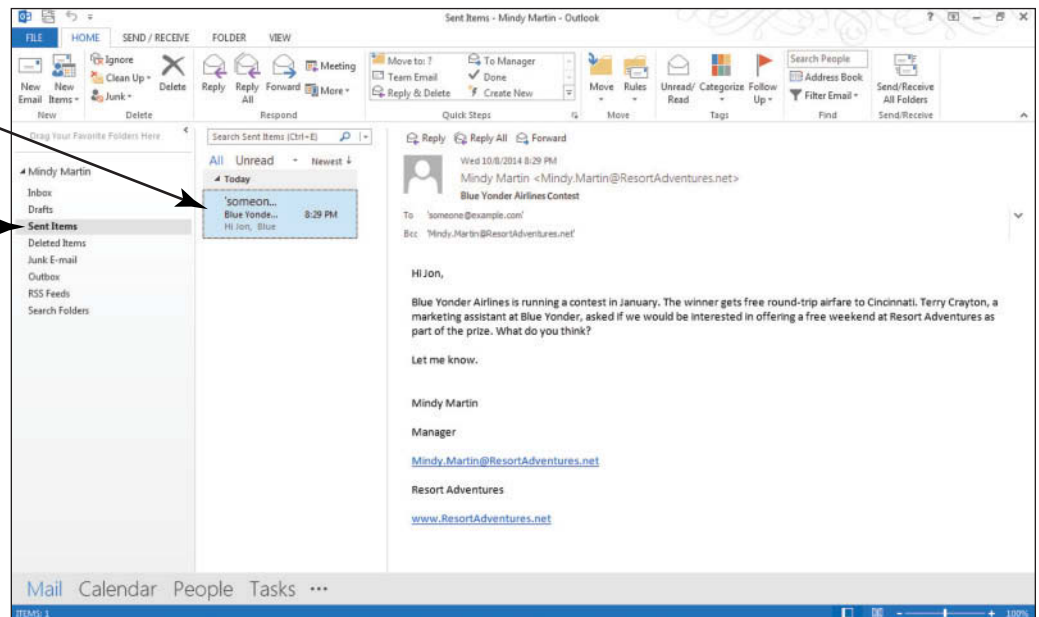 Sent Items - Mindy Martin - Outlook
FILE HOME SEND / RECEIVE FOLDER VIEW
New Email
New Items
Ignore
Clean Up
Junk
Delete
Reply
Reply All
Forward
Meeting
More
Move to: ?
Team Email
Reply & Delete
To Manager
Done
Create New
Move
Rules
Unread/ Read
Categorize
Follow Up
Search People
Address Book
Filter Email
Send/Receive All Folders
New Delete Respond Quick Steps Move Tags Find Send/Receive
Drag Your Favorite Folders Here
Mindy Martin
Inbox
Drafts
Sent Items
Deleted Items
Junk E-mail
Outbox
RSS Feeds
Search Folders
Search Sent Items (Ctrl+E)
All Unread Newest
Today
'someon...
Blue Yonde... 8:29 PM
Hi Jon, Blue
Reply Reply All Forward
Wed 10/8/2014 8:29 PM
Mindy Martin <Mindy.Martin@ResortAdventures.net>
Blue Yonder Airlines Contest
To 'someone@example.com'
Bcc 'Mindy.Martin@ResortAdventures.net'
Hi Jon,
Blue Yonder Airlines is running a contest in January. The winner gets free round-trip airfare to Cincinnati. Terry Crayton, a
marketing assistant at Blue Yonder, asked if we would be interested in offering a free weekend at Resort Adventures as
part of the prize. What do you think?
Let me know.
Mindy Martin
Manager
Mindy.Martin@ResortAdventures.net
Resort Adventures
www.ResortAdventures.net
Mail Calendar People Tasks ...
ITEMS: 1
100%